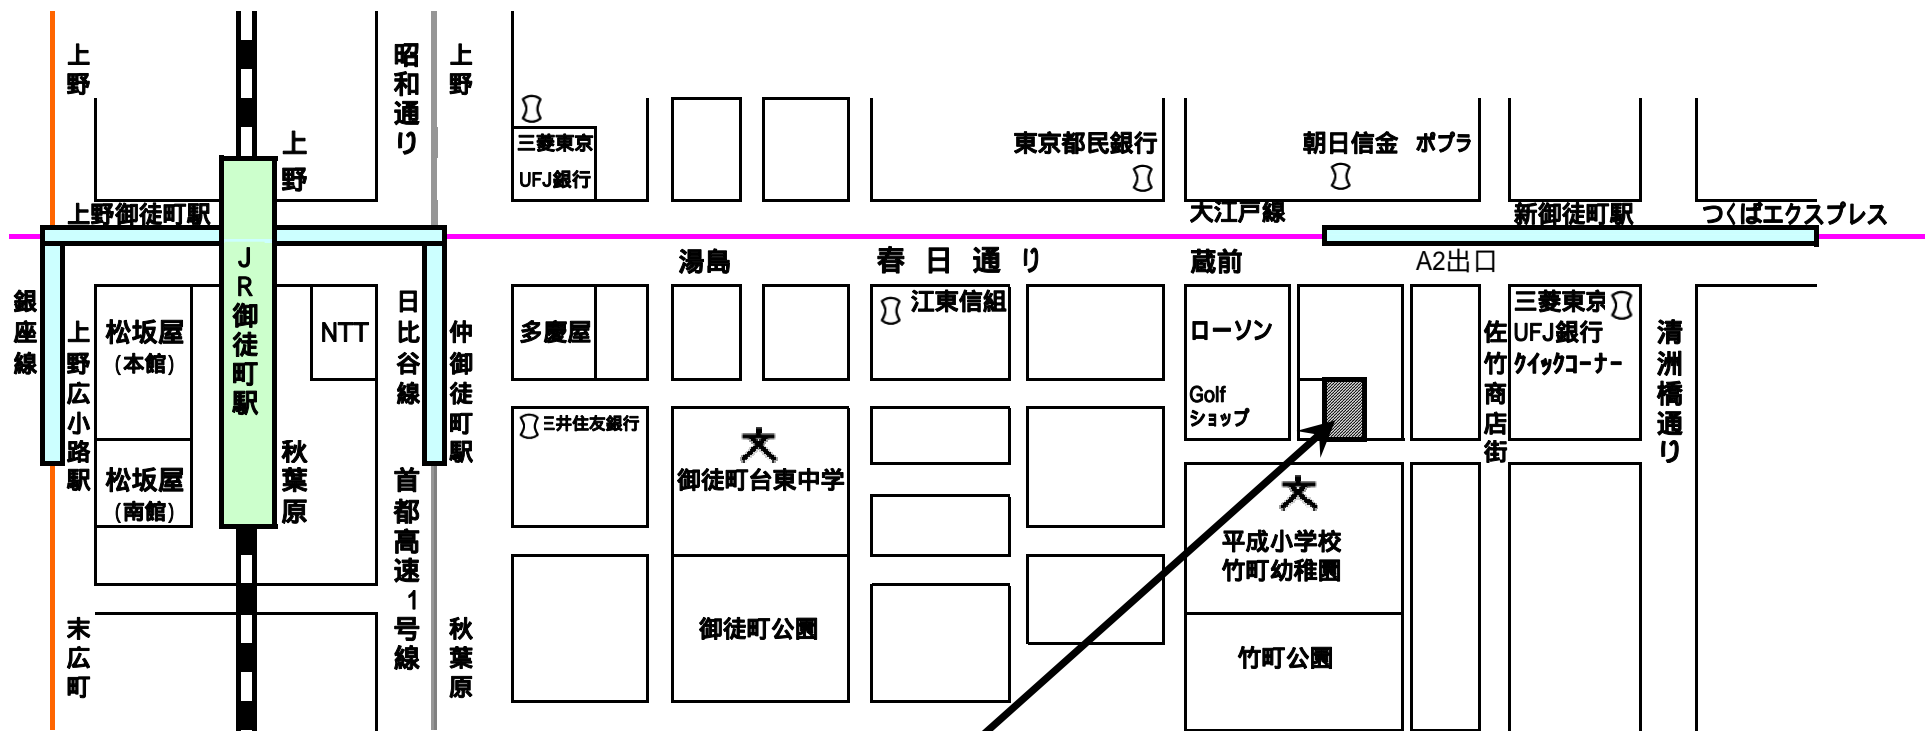 上野
昭和通り
上野
上野
三菱東京
UFJ銀行
東京都民銀行
朝日信金 ポプラ
上野御徒町駅
大江戸線
新御徒町駅
つくばエクスプレス
湯島
春日通り
蔵前
A2出口
銀座線
上野広小路駅
松坂屋
(本館)
JR御徒町駅
NTT
日比谷線
仲御徒町駅
多慶屋
江東信組
ローソン
Golf
ショップ
佐竹商店街
三菱東京
UFJ銀行
クイックコーナー
清洲橋通り
三井住友銀行
御徒町台東中学
松坂屋
(南館)
秋葉原
首都高速1号線
平成小学校
竹町幼稚園
末広町
秋葉原
御徒町公園
竹町公園